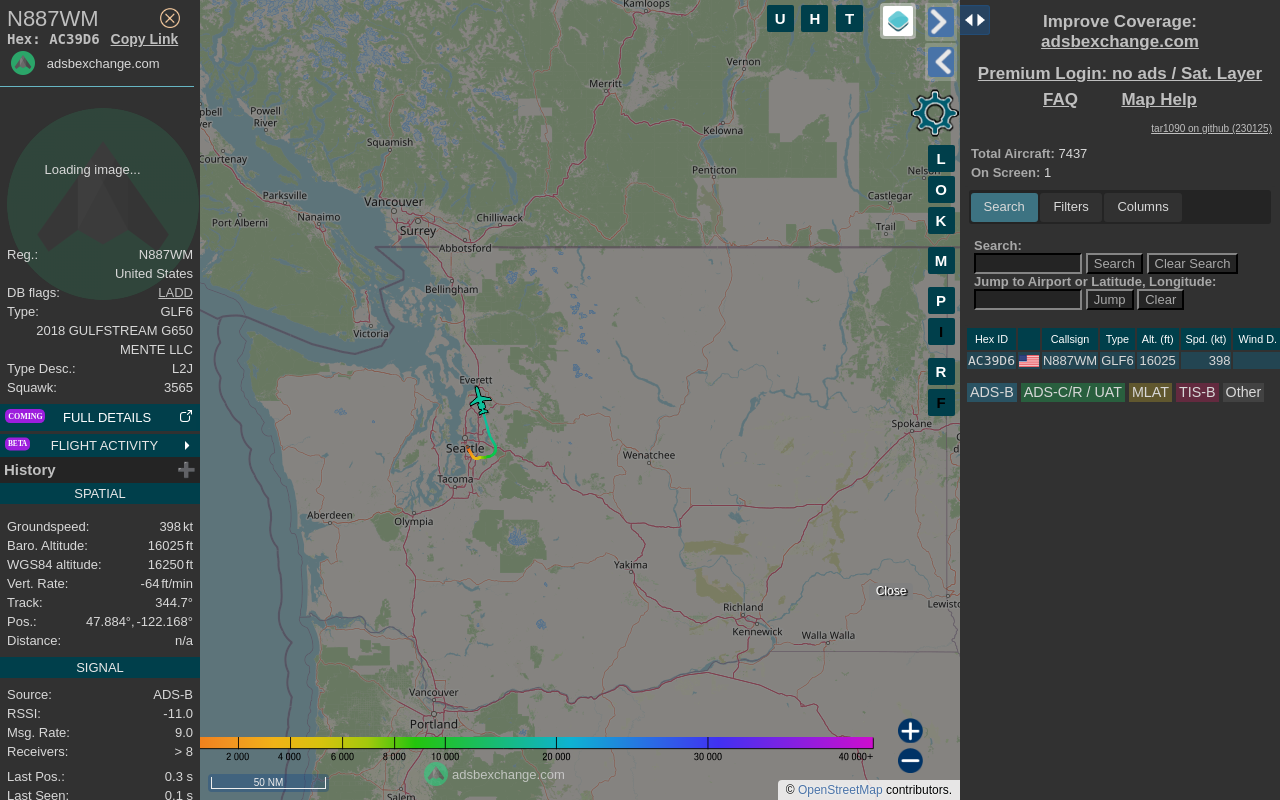 N887WM
Hex: AC39D6 Copy Link
adsbexchange.com
Loading image...
Reg.: N887WM
United States
DB flags: LADD
Type: GLF6
2018 GULFSTREAM G650
MENTE LLC
Type Desc.: L2J
Squawk: 3565
COMING FULL DETAILS
BETA FLIGHT ACTIVITY
History
SPATIAL
Groundspeed: 398 kt
Baro. Altitude: 16025 ft
WGS84 altitude: 16250 ft
Vert. Rate: -64 ft/min
Track: 344.7°
Pos.: 47.884°, -122.168°
Distance: n/a
SIGNAL
Source: ADS-B
RSSI: -11.0
Msg. Rate: 9.0
Receivers: > 8
Last Pos.: 0.3 s
Last Seen: 0.1 s
Kamloops
Vernon
Merritt
Powell
River
Kelowna
Squamish
Courtenay
Penticton
Parksville
Vancouver
Castlegar
Nanaimo
Port Alberni
Chilliwack
Surrey
Trail
Abbotsford
Bellingham
Victoria
Everett
Spokane
Seattle
Wenatchee
Tacoma
Aberdeen
Olympia
Yakima
Close
Richland
Kennewick
Walla Walla
Vancouver
Portland
Salem
U H T
L
O
K
M
P
I
R
F
2 000 4 000 6 000 8 000 10 000 20 000 30 000 40 000+
50 NM
adsbexchange.com
© OpenStreetMap contributors.
Improve Coverage:
adsbexchange.com
Premium Login: no ads / Sat. Layer
FAQ Map Help
tar1090 on github (230125)
Total Aircraft: 7437
On Screen: 1
Search Filters Columns
Search:
Search Clear Search
Jump to Airport or Latitude, Longitude:
Jump Clear
Hex ID Callsign Type Alt. (ft) Spd. (kt) Wind D.
AC39D6 N887WM GLF6 16025 398
ADS-B ADS-C/R / UAT MLAT TIS-B Other